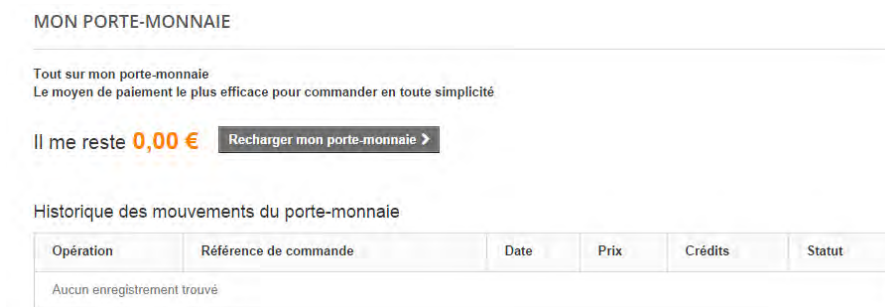 MON PORTE-MONNAIE
Tout sur mon porte-monnaie
Le moyen de paiement le plus efficace pour commander en toute simplicité
Il me reste 0,00 € Recharger mon porte-monnaie
Historique des mouvements du porte-monnaie
Opération Référence de commande Date Prix Crédits Statut
Aucun enregistrement trouvé